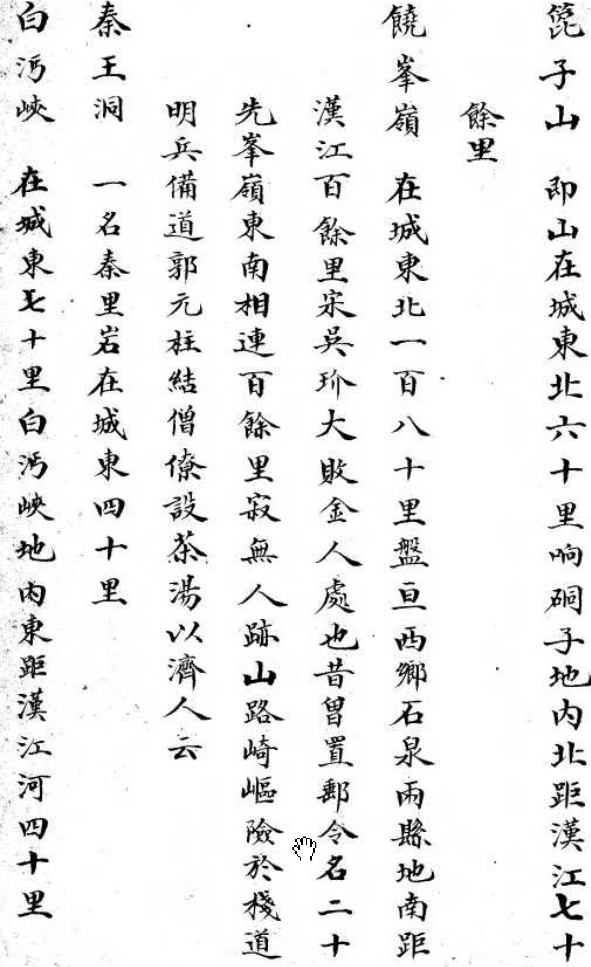 箆子山　即山在城東北六十里响硐子地內北距漢江七十
餘里
饒峯嶺　在城東北一百八十里盤亘西鄉石泉兩縣地南距
漢江百餘里宋吳玠大敗金人處也昔曾置郵令名二十
先峯嶺東南相連百餘里寂無人跡山路崎嶇險於棧道
明兵備道郭元柱結僧僚設茶湯以濟人云
秦王洞　一名秦里岩在城東四十里
白沔峽　在城東七十里白沔峽地內東距漢江河四十里